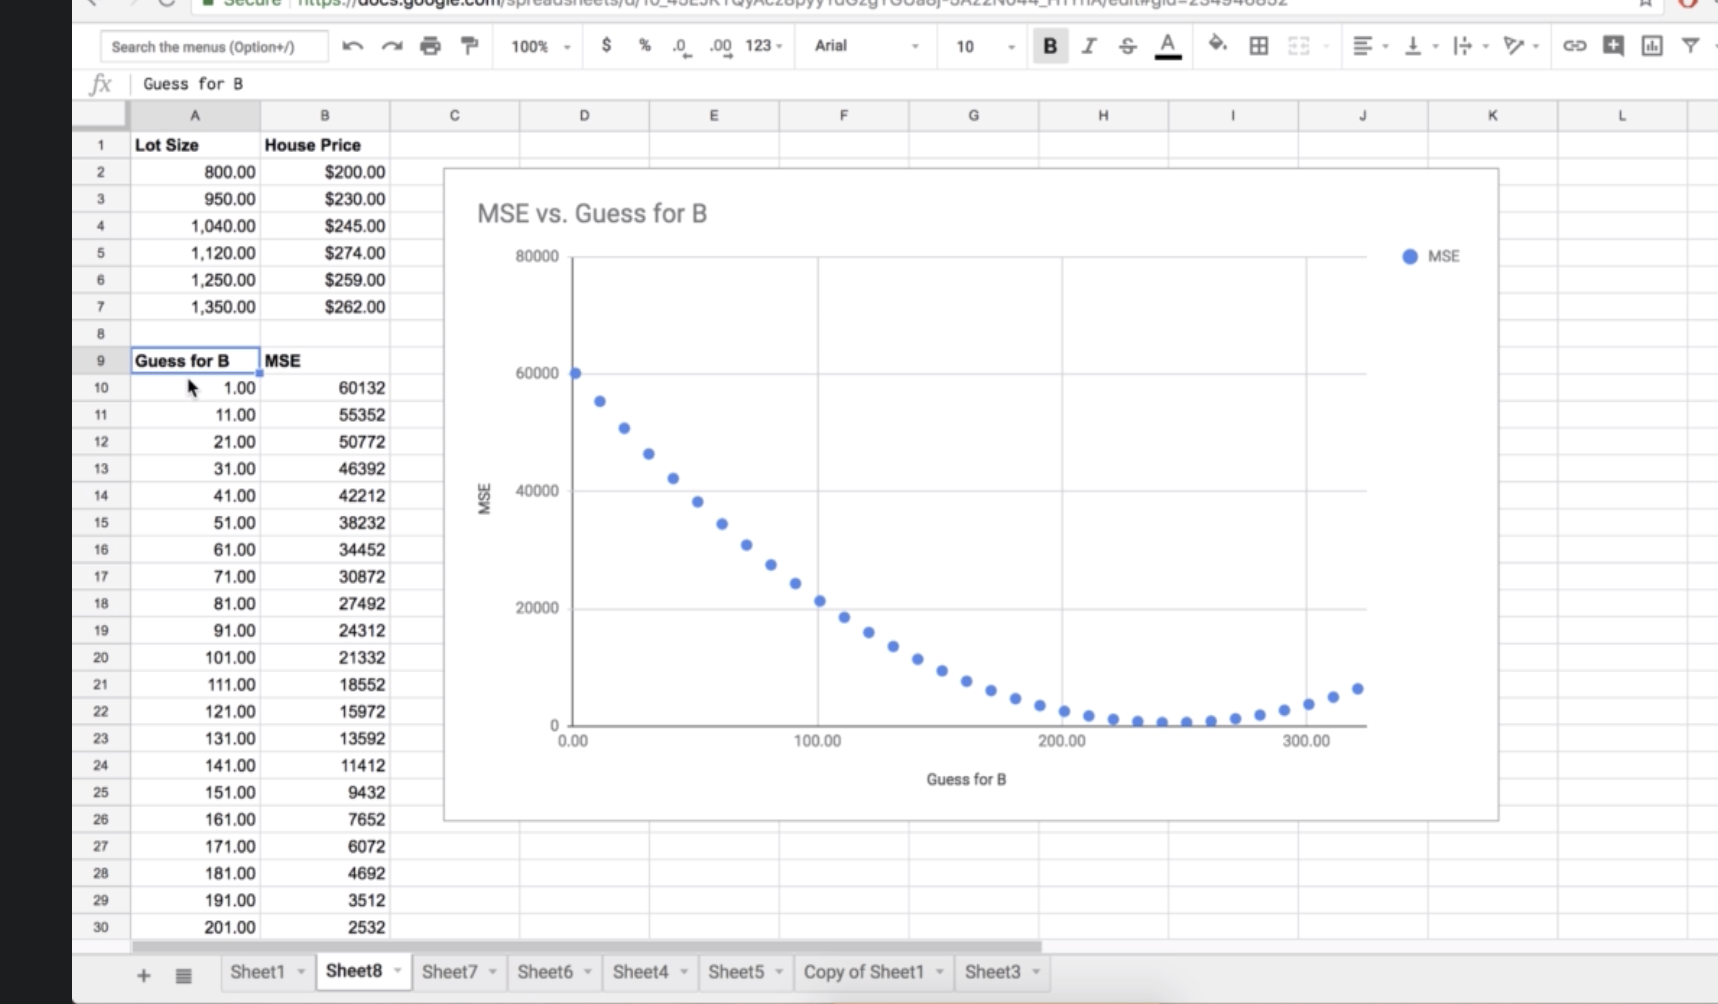 Secure
Search the menus (Option+/)
100%
$
%
.0
.00
123
Arial
10
B
I
S
A
fx
Guess for B
A B C D E F G H I J K L
1 Lot Size House Price
2 800.00 $200.00
3 950.00 $230.00
4 1,040.00 $245.00
5 1,120.00 $274.00
6 1,250.00 $259.00
7 1,350.00 $262.00
8
9 Guess for B MSE
10 1.00 60132
11 11.00 55352
12 21.00 50772
13 31.00 46392
14 41.00 42212
15 51.00 38232
16 61.00 34452
17 71.00 30872
18 81.00 27492
19 91.00 24312
20 101.00 21332
21 111.00 18552
22 121.00 15972
23 131.00 13592
24 141.00 11412
25 151.00 9432
26 161.00 7652
27 171.00 6072
28 181.00 4692
29 191.00 3512
30 201.00 2532
MSE vs. Guess for B
MSE
80000
60000
40000
20000
0
MSE
0.00 100.00 200.00 300.00
Guess for B
+
Sheet1
Sheet8
Sheet7
Sheet6
Sheet4
Sheet5
Copy of Sheet1
Sheet3